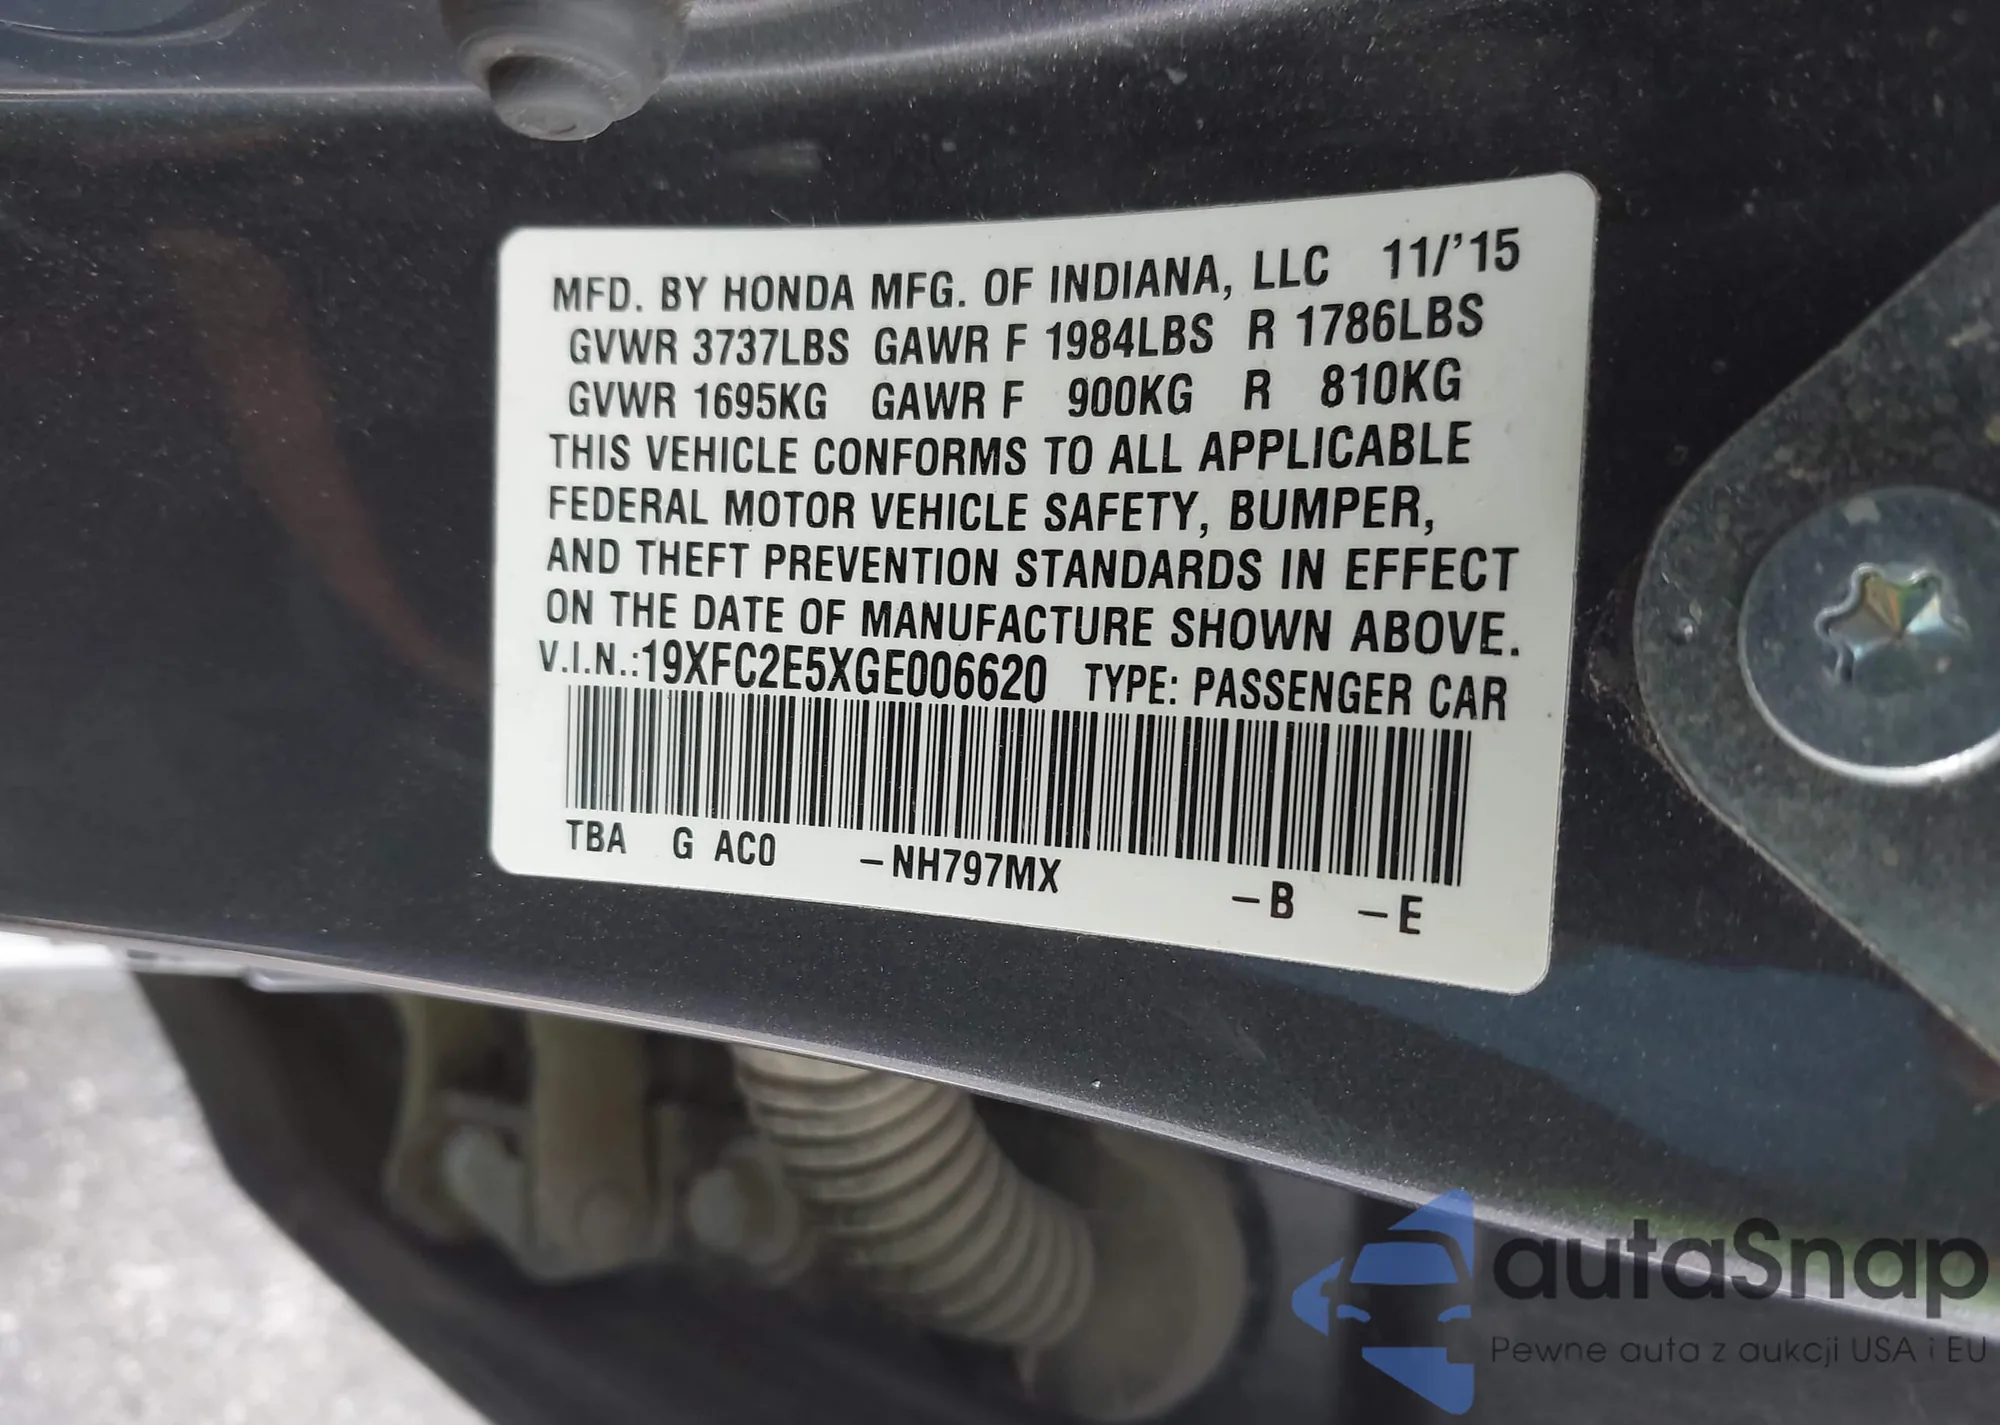 MFD. BY HONDA MFG. OF INDIANA, LLC 11/'15
GVWR 3737LBS GAWR F 1984LBS R 1786LBS
GVWR 1695KG GAWR F 900KG R 810KG
THIS VEHICLE CONFORMS TO ALL APPLICABLE
FEDERAL MOTOR VEHICLE SAFETY, BUMPER,
AND THEFT PREVENTION STANDARDS IN EFFECT
ON THE DATE OF MANUFACTURE SHOWN ABOVE.
V.I.N.:19XFC2E5XGE006620 TYPE: PASSENGER CAR
TBA G AC0 –NH797MX –B –E
autaSnap
Pewne auta z aukcji USA i EU